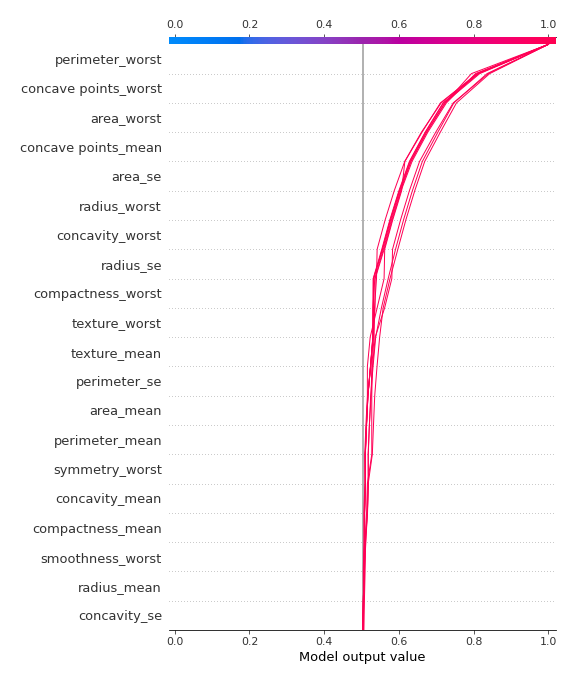 0.0 0.2 0.4 0.6 0.8 1.0
perimeter_worst
concave points_worst
area_worst
concave points_mean
area_se
radius_worst
concavity_worst
radius_se
compactness_worst
texture_worst
texture_mean
perimeter_se
area_mean
perimeter_mean
symmetry_worst
concavity_mean
compactness_mean
smoothness_worst
radius_mean
concavity_se
0.0 0.2 0.4 0.6 0.8 1.0
Model output value